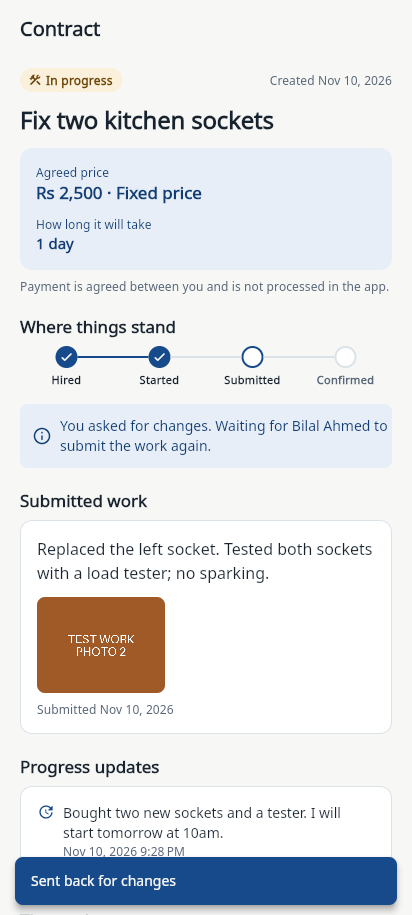 Contract
In progress
Created Nov 10, 2026
Fix two kitchen sockets
Agreed price
Rs 2,500 · Fixed price
How long it will take
1 day
Payment is agreed between you and is not processed in the app.
Where things stand
Hired
Started
Submitted
Confirmed
You asked for changes. Waiting for Bilal Ahmed to
submit the work again.
Submitted work
Replaced the left socket. Tested both sockets
with a load tester; no sparking.
TEST WORK
PHOTO 2
Submitted Nov 10, 2026
Progress updates
Bought two new sockets and a tester. I will
start tomorrow at 10am.
Nov 10, 2026 9:28 PM
Sent back for changes